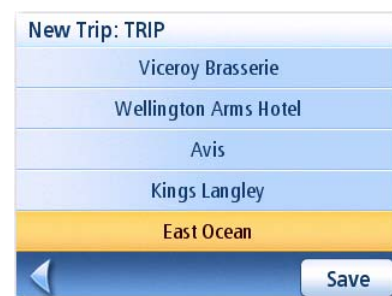 New Trip: TRIP
Viceroy Brasserie
Wellington Arms Hotel
Avis
Kings Langley
East Ocean
Save